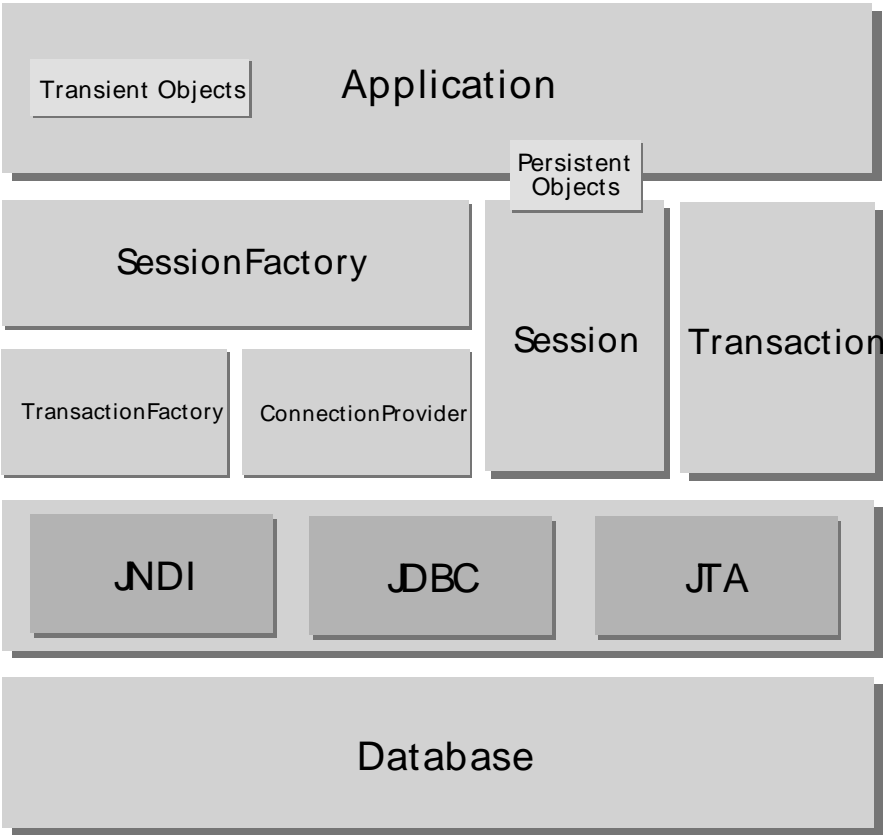 Transient Objects
Application
Persistent
Objects
SessionFactory
Session
Transaction
TransactionFactory
ConnectionProvider
JNDI
JDBC
JTA
Database